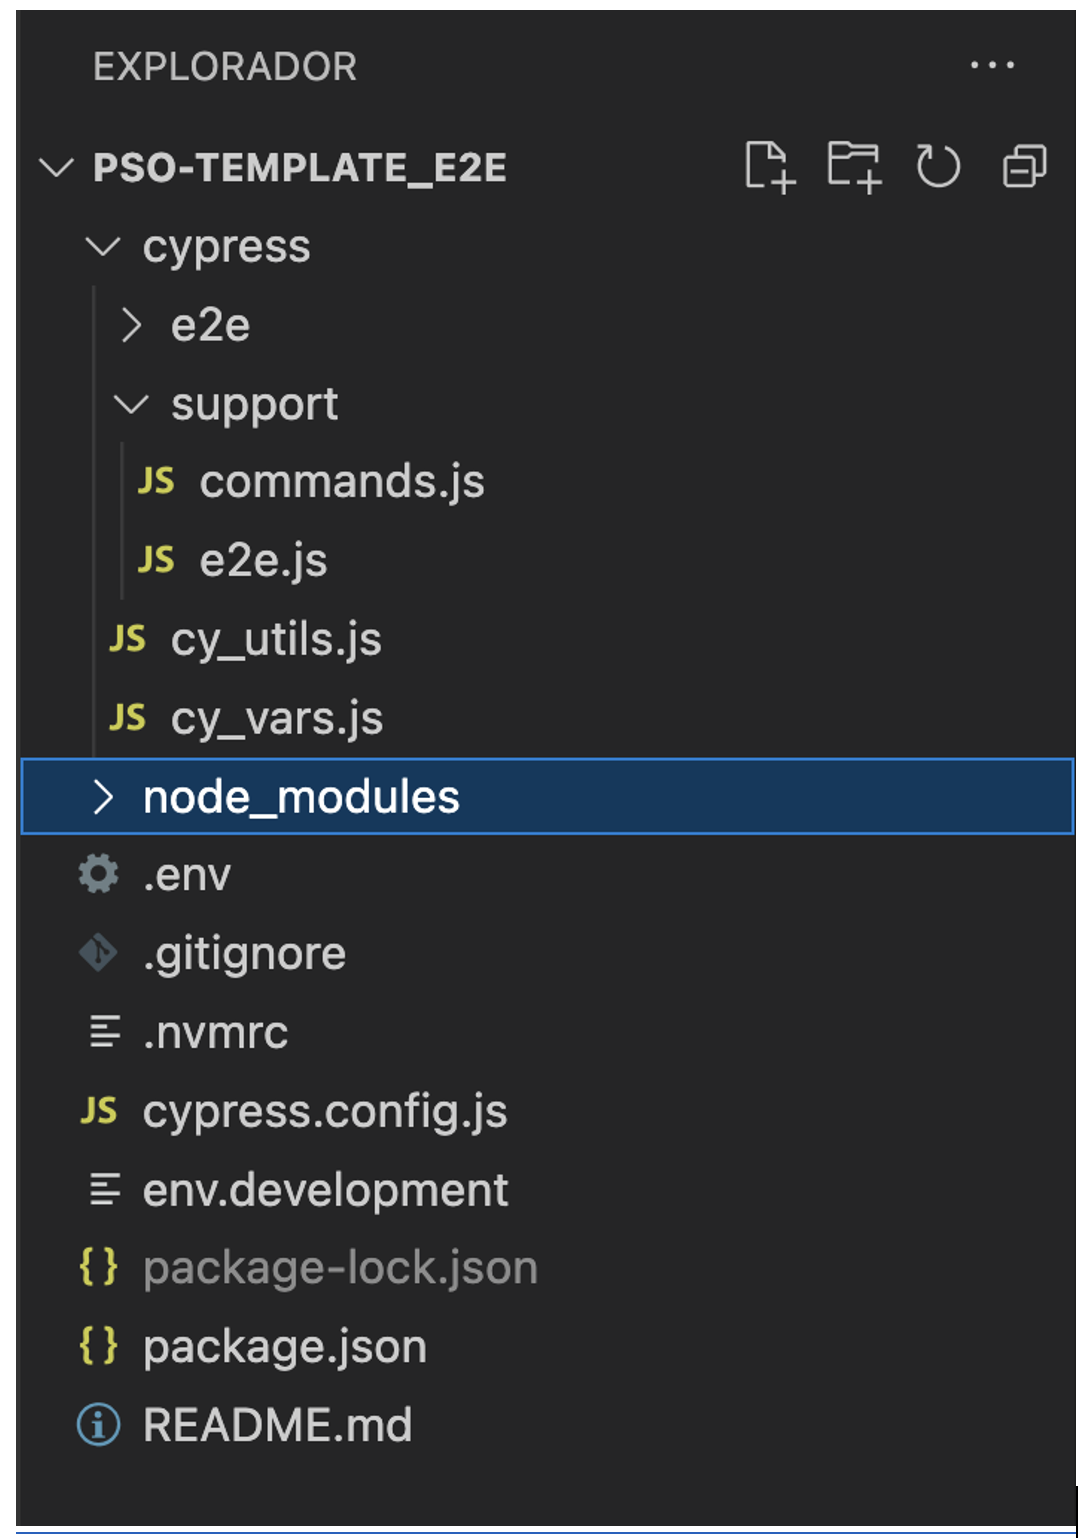 EXPLORADOR
PSO-TEMPLATE_E2E
cypress
e2e
support
JS commands.js
JS e2e.js
JS cy_utils.js
JS cy_vars.js
node_modules
.env
.gitignore
.nvmrc
JS cypress.config.js
env.development
{} package-lock.json
{} package.json
README.md